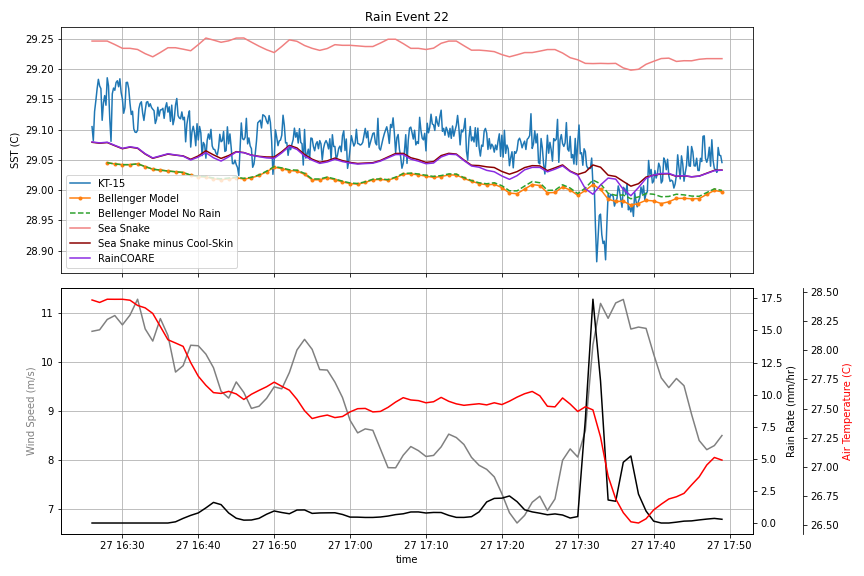 Rain Event 22
SST (C)
29.25
29.20
29.15
29.10
29.05
29.00
28.95
28.90
KT-15
Bellenger Model
Bellenger Model No Rain
Sea Snake
Sea Snake minus Cool-Skin
RainCOARE
Wind Speed (m/s)
11
10
9
8
7
17.5
15.0
12.5
10.0
7.5
5.0
2.5
0.0
Rain Rate (mm/hr)
28.50
28.25
28.00
27.75
27.50
27.25
27.00
26.75
26.50
Air Temperature (C)
27 16:30 27 16:40 27 16:50 27 17:00 27 17:10 27 17:20 27 17:30 27 17:40 27 17:50
time